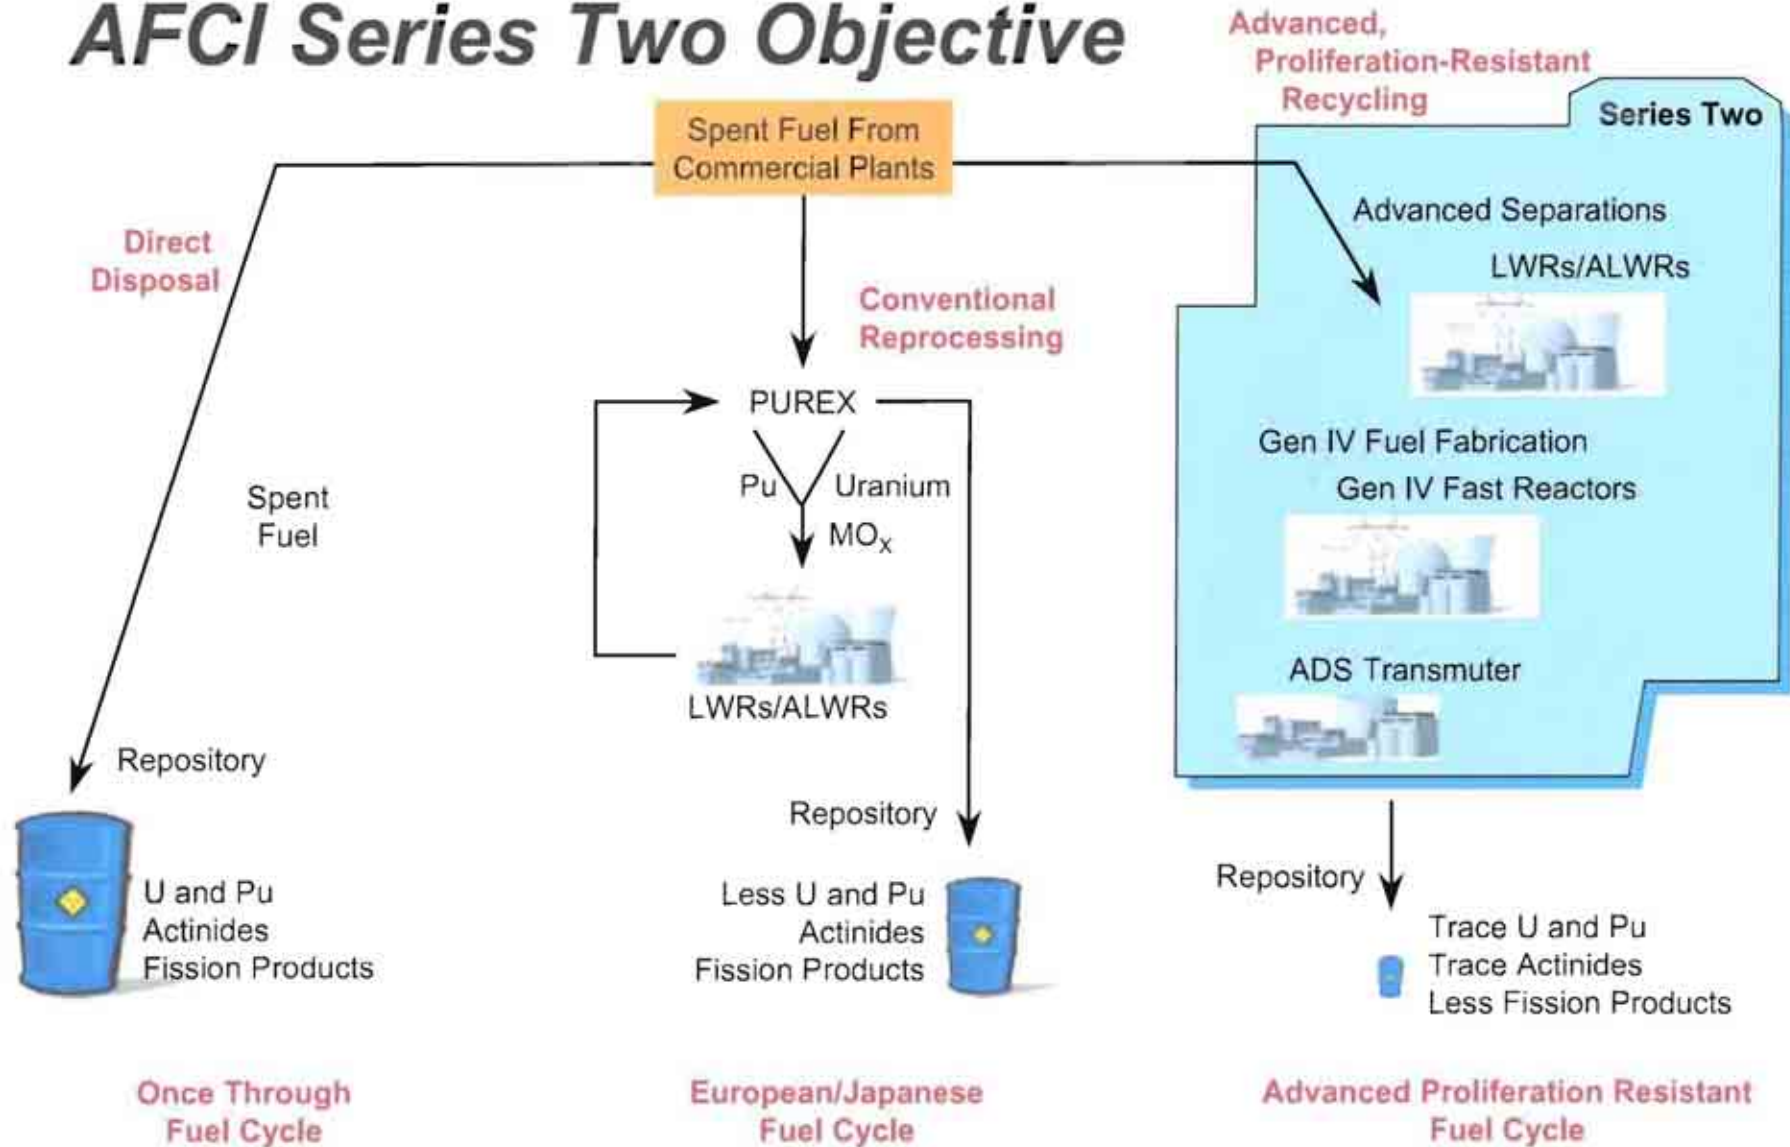 AFCI Series Two Objective
Advanced,
Proliferation-Resistant
Recycling
Series Two
Spent Fuel From
Commercial Plants
Direct
Disposal
Conventional
Reprocessing
Advanced Separations
LWRs/ALWRs
PUREX
Pu
Uranium
MOX
LWRs/ALWRs
Gen IV Fuel Fabrication
Gen IV Fast Reactors
ADS Transmuter
Spent
Fuel
Repository
U and Pu
Actinides
Fission Products
Repository
Less U and Pu
Actinides
Fission Products
Repository
Trace U and Pu
Trace Actinides
Less Fission Products
Once Through
Fuel Cycle
European/Japanese
Fuel Cycle
Advanced Proliferation Resistant
Fuel Cycle